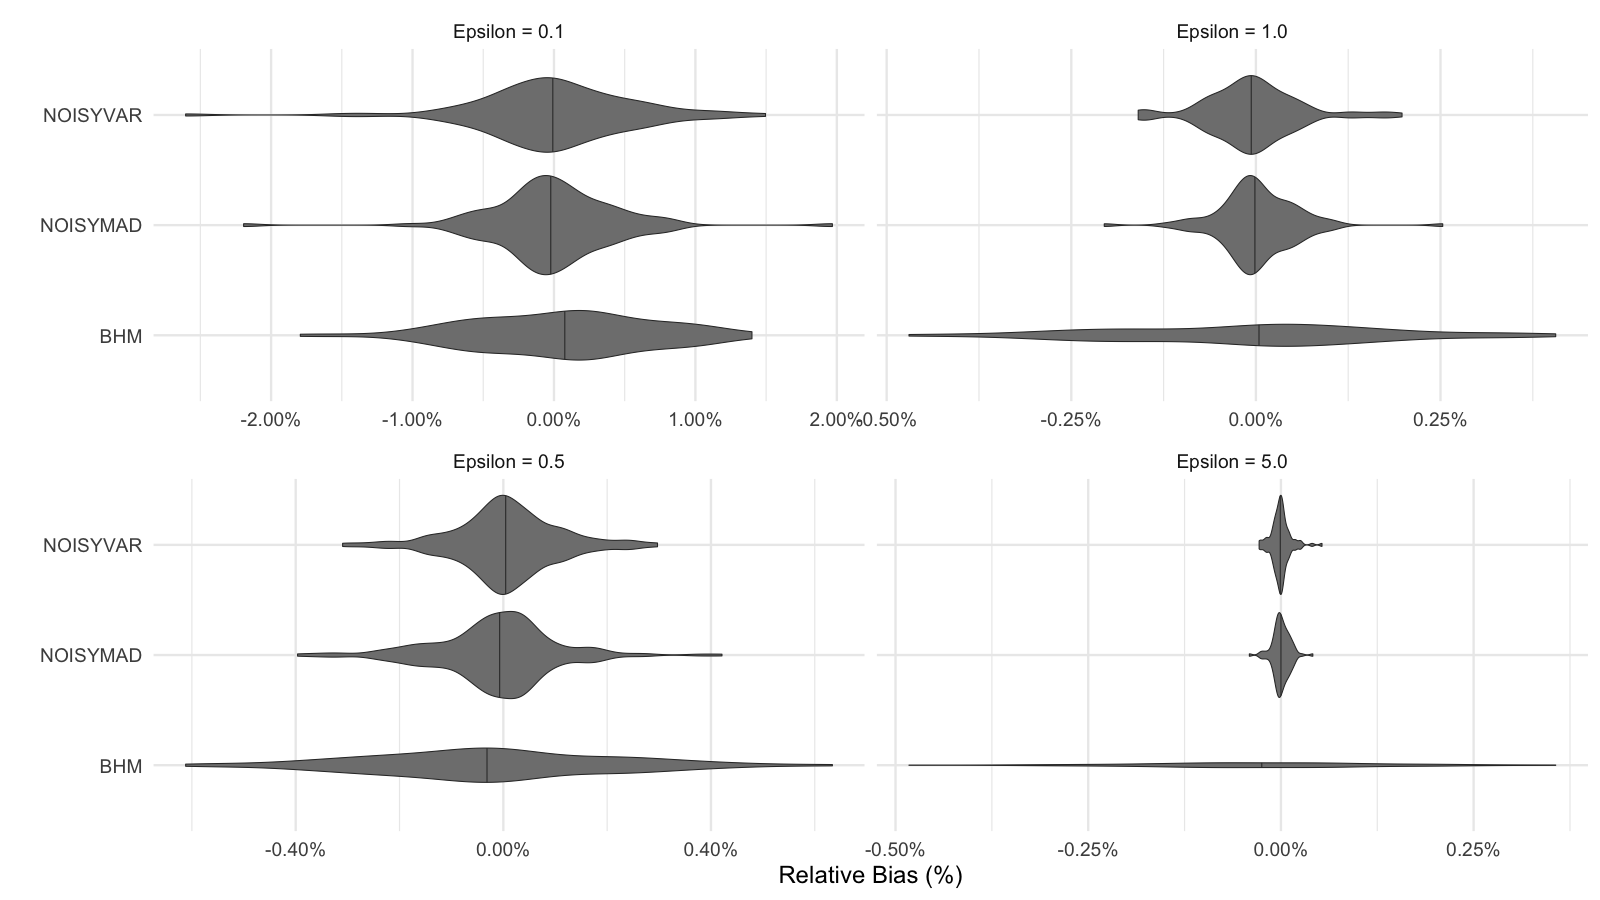 Epsilon = 0.1
Epsilon = 1.0
NOISYVAR
NOISYMAD
BHM
-2.00% -1.00% 0.00% 1.00% 2.00%
-0.50% -0.25% 0.00% 0.25%
Epsilon = 0.5
Epsilon = 5.0
NOISYVAR
NOISYMAD
BHM
-0.40% 0.00% 0.40%
-0.50% -0.25% 0.00% 0.25%
Relative Bias (%)